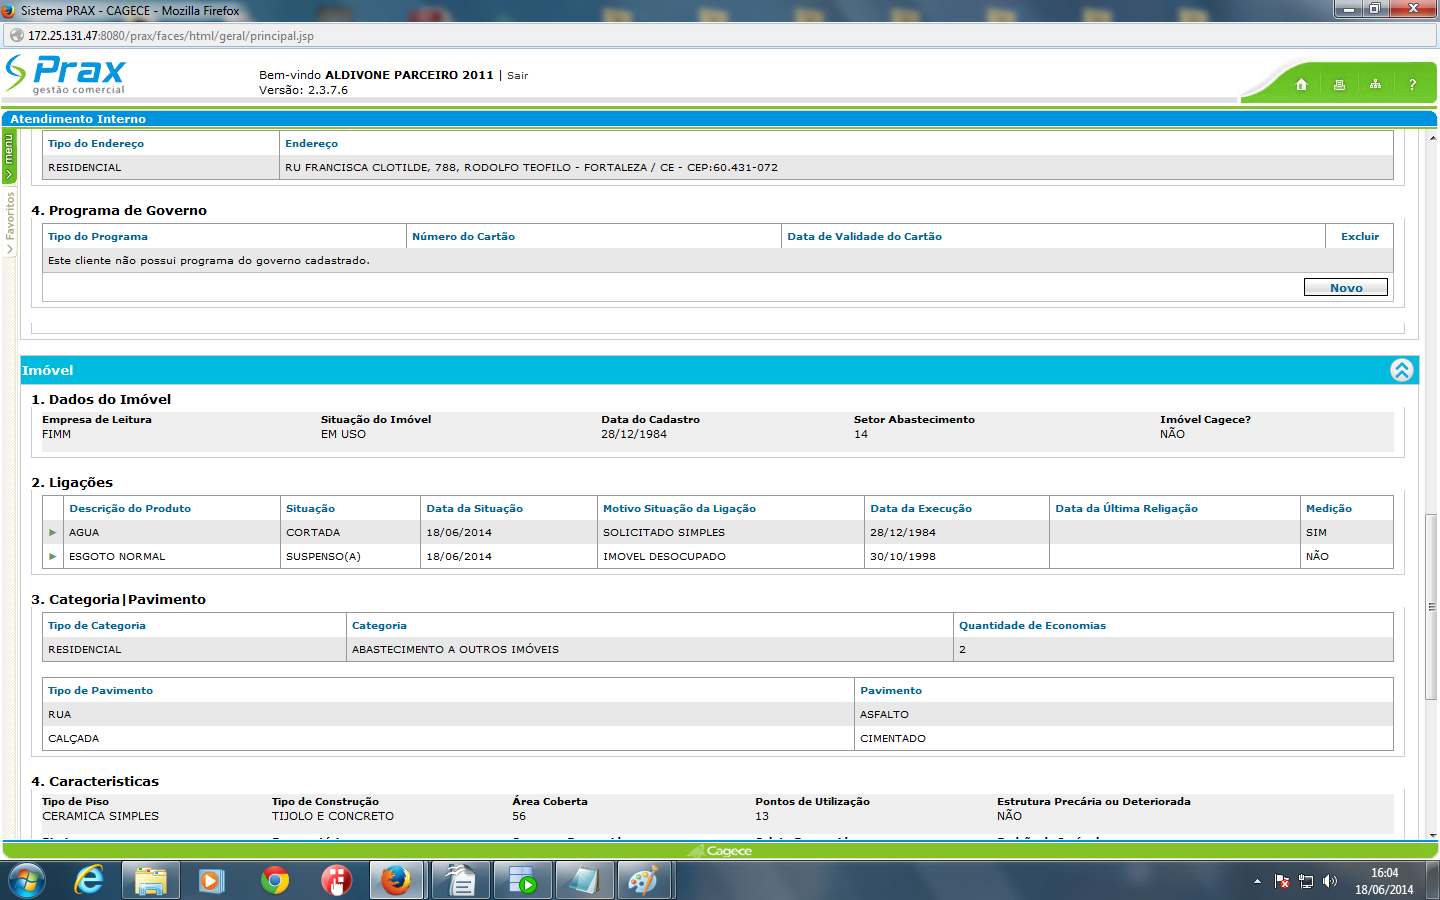 Sistema PRAX - CAGECE - Mozilla Firefox
172.25.131.47:8080/prax/faces/html/geral/principal.jsp
Prax
gestão comercial
Bem-vindo ALDIVONE PARCEIRO 2011 | Sair
Versão: 2.3.7.6
?
Atendimento Interno
menu
Favoritos
Tipo do Endereço Endereço
RESIDENCIAL RU FRANCISCA CLOTILDE, 788, RODOLFO TEOFILO - FORTALEZA / CE - CEP:60.431-072
4. Programa de Governo
Tipo do Programa Número do Cartão Data de Validade do Cartão Excluir
Este cliente não possui programa do governo cadastrado.
Novo
Imóvel
1. Dados do Imóvel
Empresa de Leitura Situação do Imóvel Data do Cadastro Setor Abastecimento Imóvel Cagece?
FIMM EM USO 28/12/1984 14 NÃO
2. Ligações
Descrição do Produto Situação Data da Situação Motivo Situação da Ligação Data da Execução Data da Última Religação Medição
AGUA CORTADA 18/06/2014 SOLICITADO SIMPLES 28/12/1984 SIM
ESGOTO NORMAL SUSPENSO(A) 18/06/2014 IMOVEL DESOCUPADO 30/10/1998 NÃO
3. Categoria|Pavimento
Tipo de Categoria Categoria Quantidade de Economias
RESIDENCIAL ABASTECIMENTO A OUTROS IMÓVEIS 2
Tipo de Pavimento Pavimento
RUA ASFALTO
CALÇADA CIMENTADO
4. Caracteristicas
Tipo de Piso Tipo de Construção Área Coberta Pontos de Utilização Estrutura Precária ou Deteriorada
CERAMICA SIMPLES TIJOLO E CONCRETO 56 13 NÃO
Cagece
16:04
18/06/2014